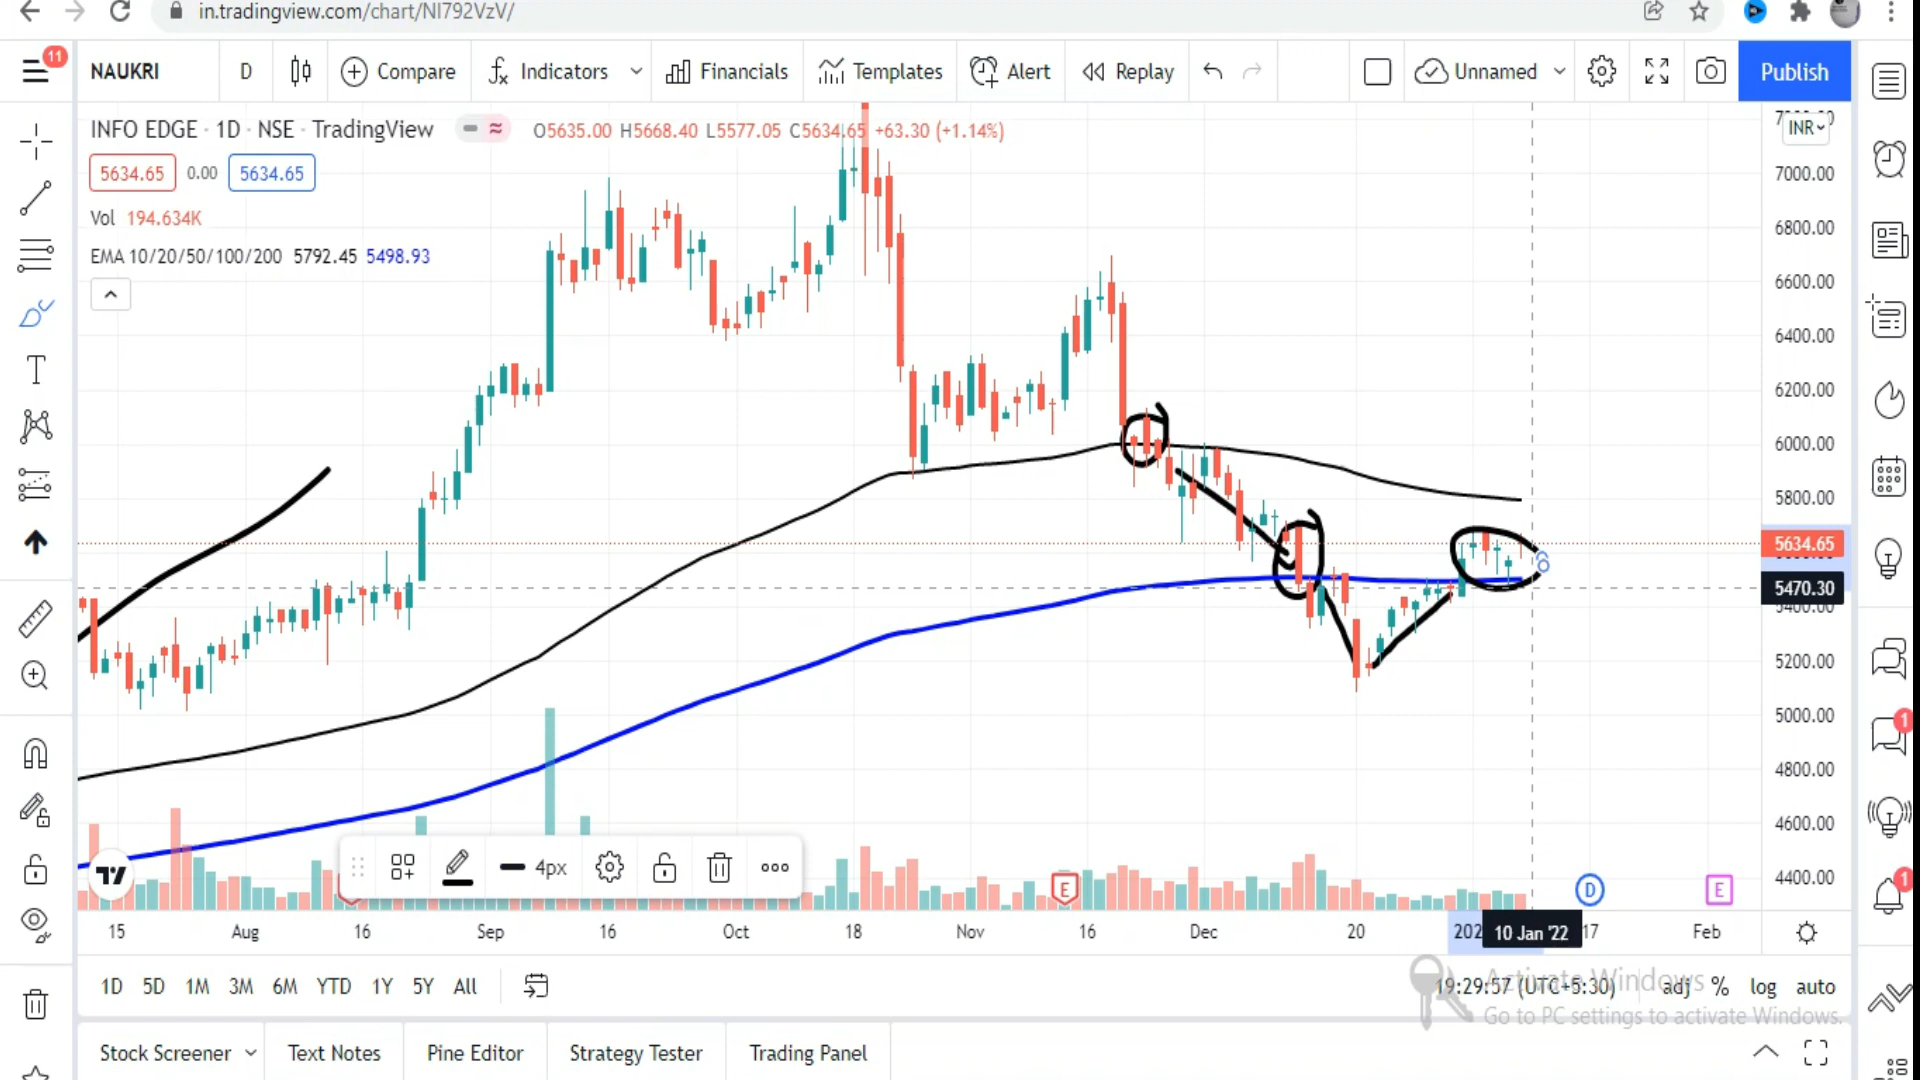 in.tradingview.com/chart/NI792VzV/
11
NAUKRI
D
Compare
Indicators
Financials
Templates
Alert
Replay
Unnamed
Publish
INFO EDGE · 1D · NSE · TradingView
O5635.00 H5668.40 L5577.05 C5634.65 +63.30 (+1.14%)
INR
5634.65 0.00 5634.65
Vol 194.634K
EMA 10/20/50/100/200 5792.45 5498.93
7000.00
6800.00
6600.00
6400.00
6200.00
6000.00
5800.00
5634.65
5470.30
5400.00
5200.00
5000.00
4800.00
4600.00
4400.00
T
1
1
4px
E
D
E
15 Aug 16 Sep 16 Oct 18 Nov 16 Dec 20 202 10 Jan '22 17 Feb
1D 5D 1M 3M 6M YTD 1Y 5Y All
19:29:57 (UTC+5:30) adj % log auto
Activate Windows
Go to PC settings to activate Windows.
Stock Screener
Text Notes
Pine Editor
Strategy Tester
Trading Panel